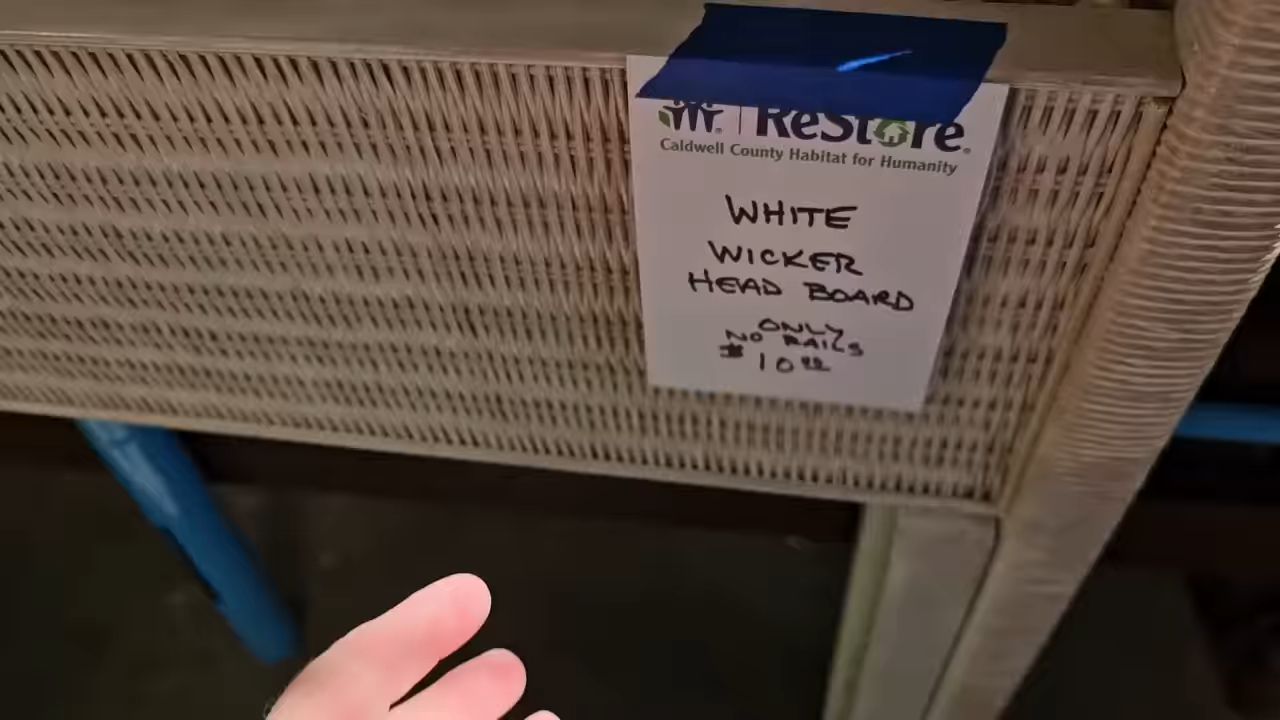 ReStore®
Caldwell County Habitat for Humanity
WHITE
WICKER
HEAD BOARD
ONLY
NO RAILS
$10.00